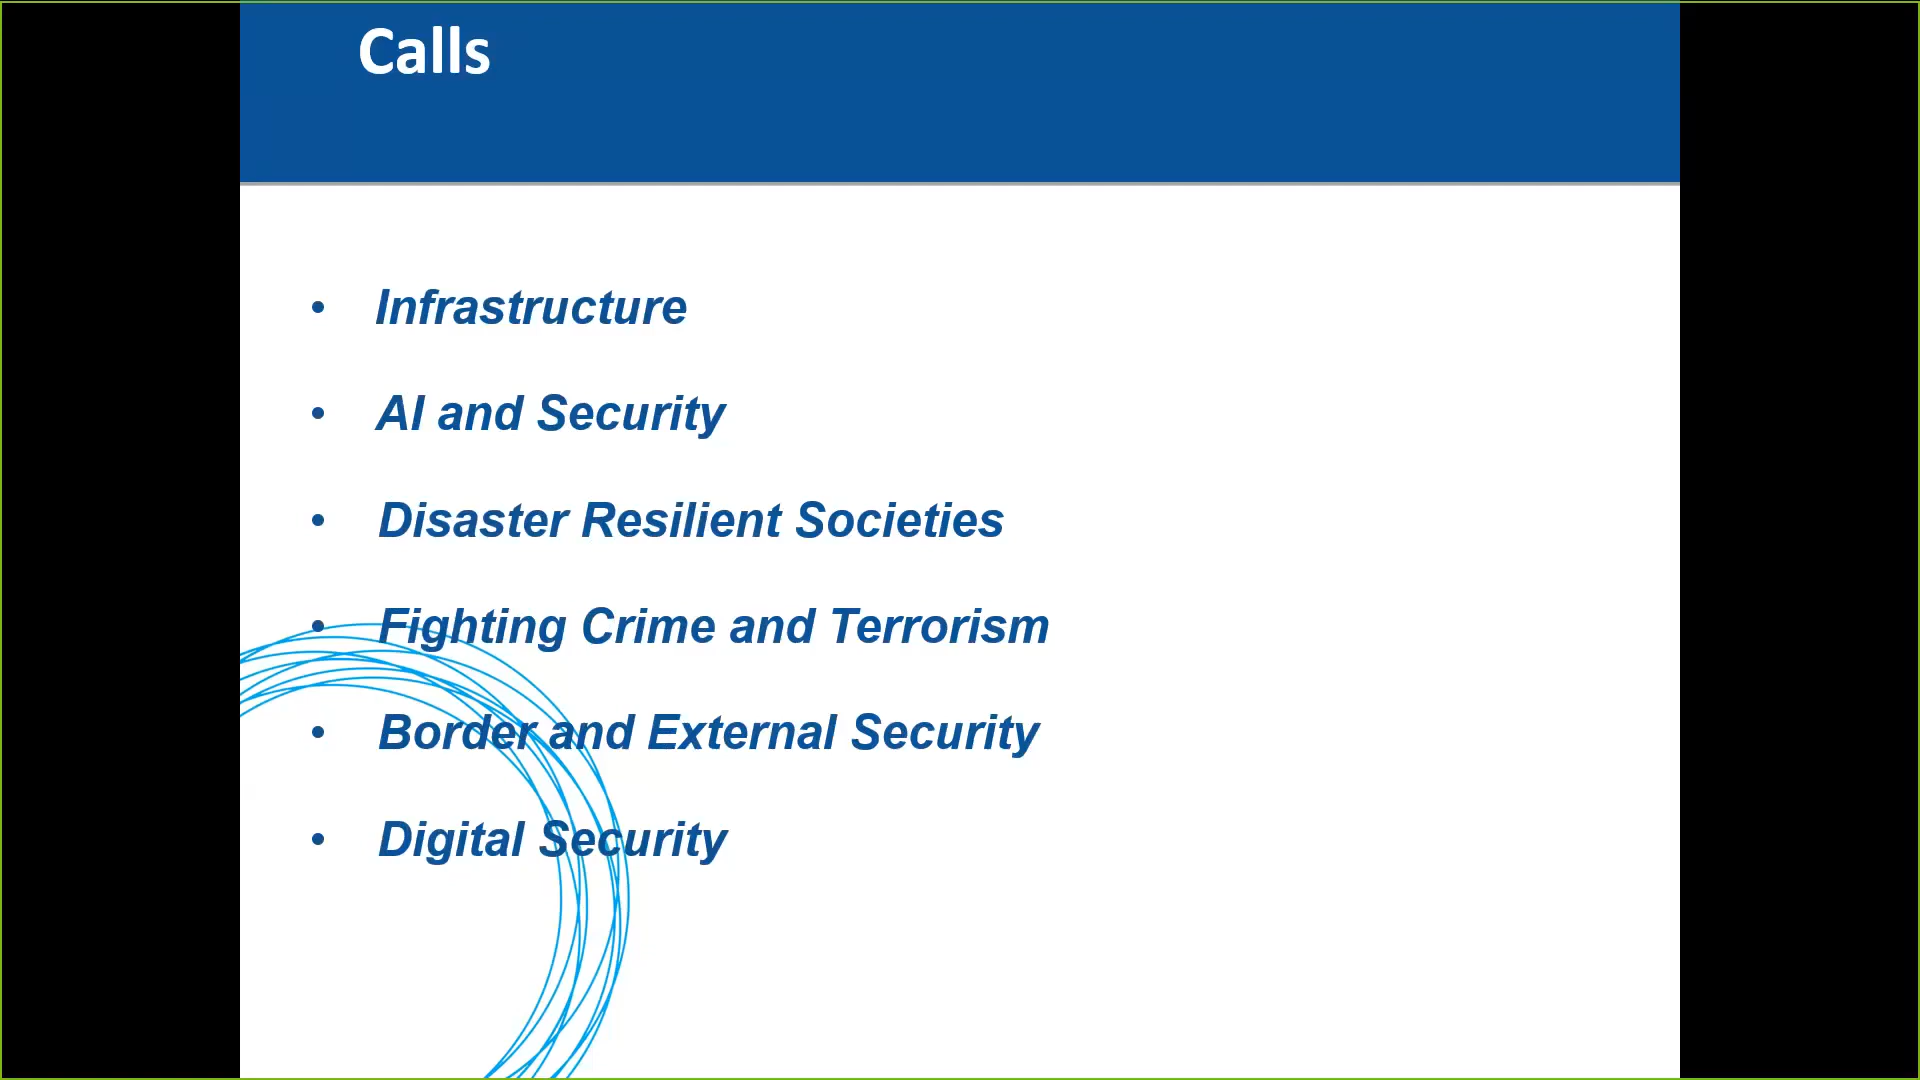 Calls
• Infrastructure
• AI and Security
• Disaster Resilient Societies
• Fighting Crime and Terrorism
• Border and External Security
• Digital Security